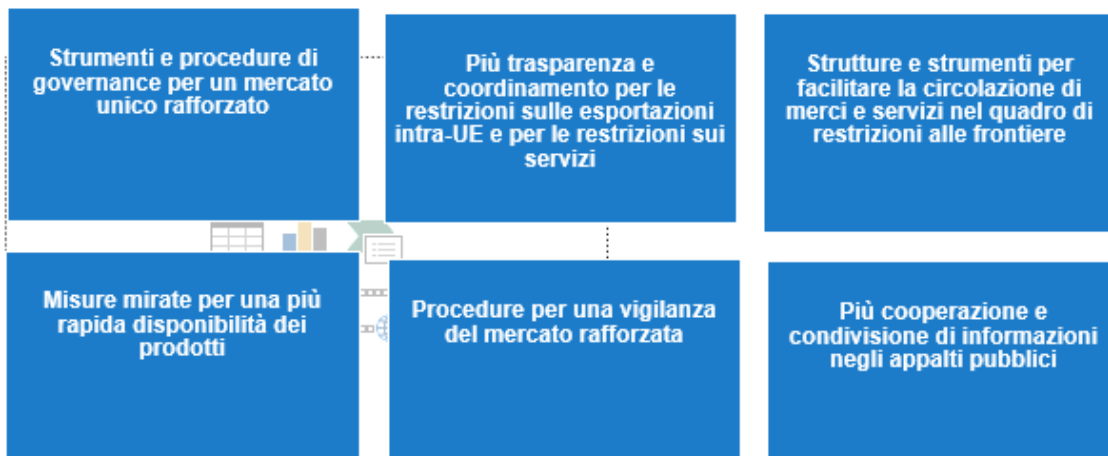 Strumenti e procedure di
governance per un mercato
unico rafforzato
Più trasparenza e
coordinamento per le
restrizioni sulle esportazioni
intra-UE e per le restrizioni sui
servizi
Strutture e strumenti per
facilitare la circolazione di
merci e servizi nel quadro di
restrizioni alle frontiere
Misure mirate per una più
rapida disponibilità dei
prodotti
Procedure per una vigilanza
del mercato rafforzata
Più cooperazione e
condivisione di informazioni
negli appalti pubblici